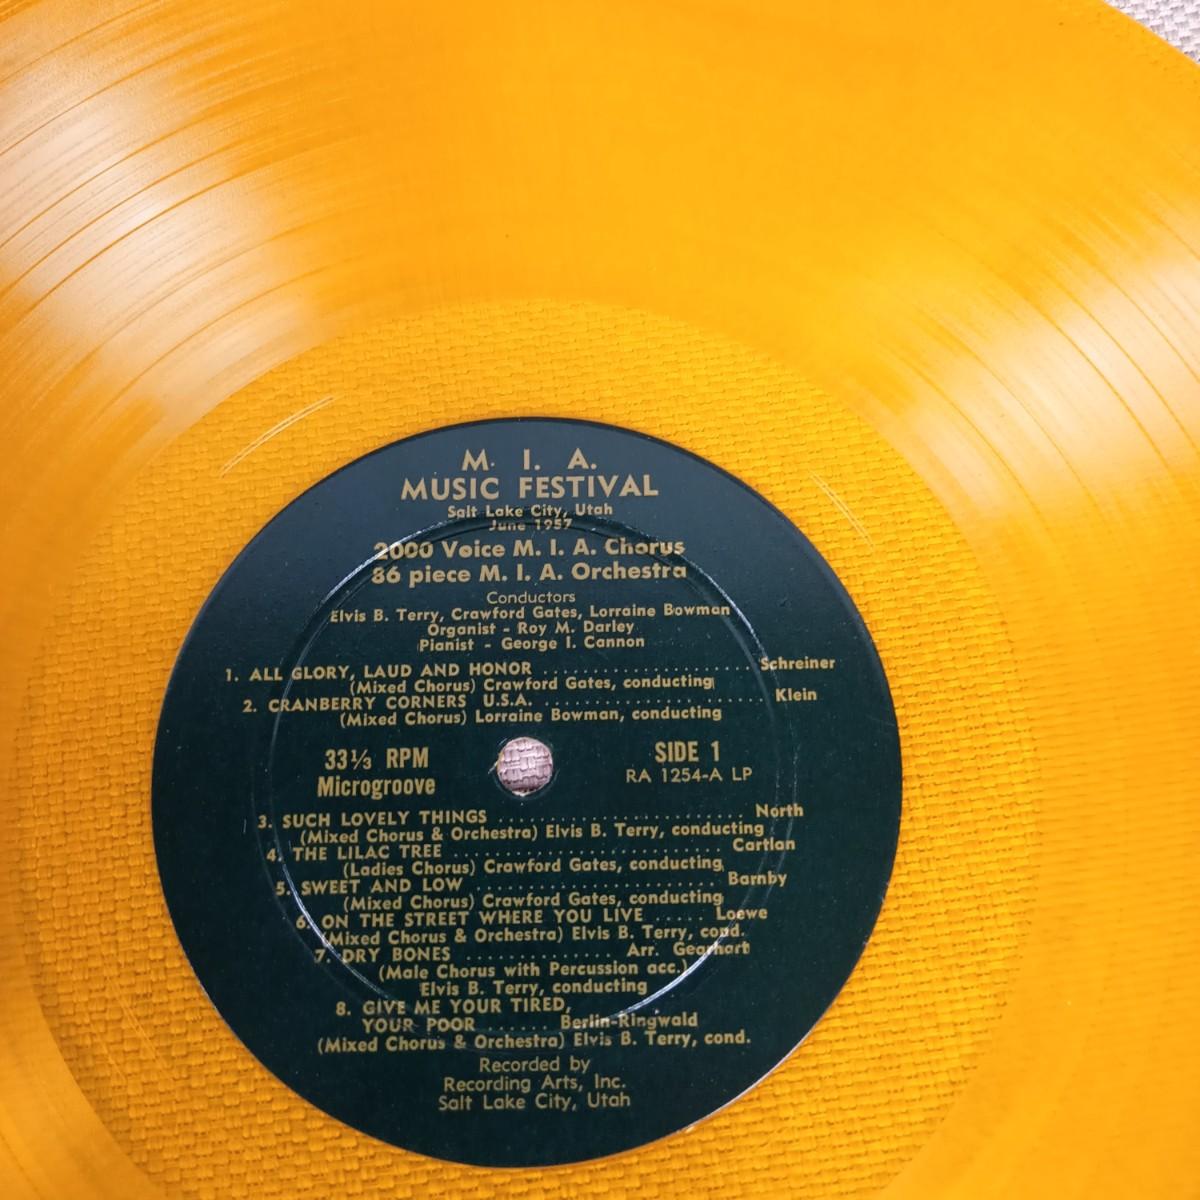 M. I. A.
MUSIC FESTIVAL
Salt Lake City, Utah
June 1957
2000 Voice M. I. A. Chorus
86 piece M. I. A. Orchestra
Conductors
Elvis B. Terry, Crawford Gates, Lorraine Bowman
Organist - Roy M. Darley
Pianist - George I. Cannon
1. ALL GLORY, LAUD AND HONOR ........................ Schreiner
(Mixed Chorus) Crawford Gates, conducting
2. CRANBERRY CORNERS U.S.A. ........................ Klein
(Mixed Chorus) Lorraine Bowman, conducting
33⅓ RPM
Microgroove
SIDE 1
RA 1254-A LP
3. SUCH LOVELY THINGS ........................ North
(Mixed Chorus & Orchestra) Elvis B. Terry, conducting
4. THE LILAC TREE ........................ Cartlan
(Ladies Chorus) Crawford Gates, conducting
5. SWEET AND LOW ........................ Barnby
(Mixed Chorus) Crawford Gates, conducting
6. ON THE STREET WHERE YOU LIVE ..... Loewe
(Mixed Chorus & Orchestra) Elvis B. Terry, cond.
7. DRY BONES .............. Arr. Gearhart
(Male Chorus with Percussion acc.)
Elvis B. Terry, conducting
8. GIVE ME YOUR TIRED,
YOUR POOR ...... Berlin-Ringwald
(Mixed Chorus & Orchestra) Elvis B. Terry, cond.
Recorded by
Recording Arts, Inc.
Salt Lake City, Utah